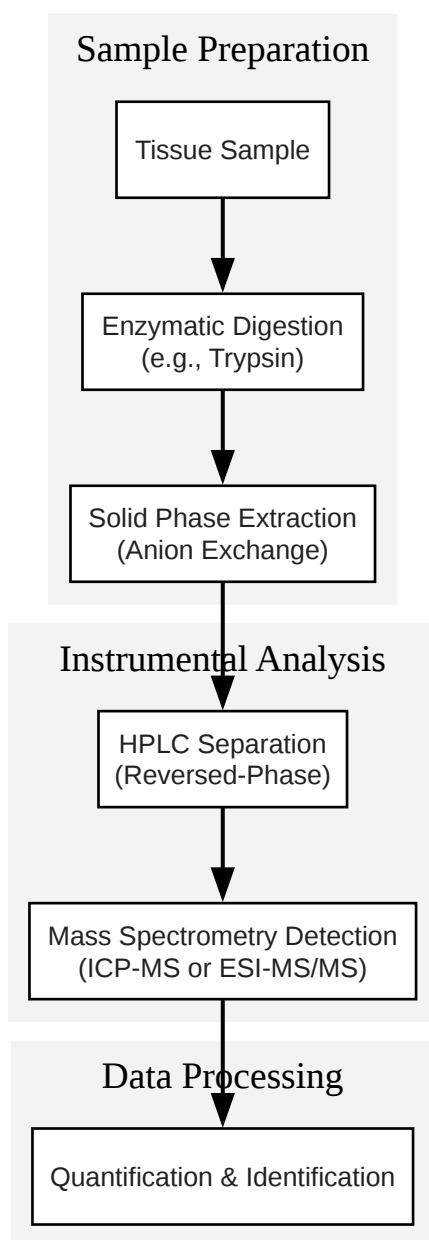 Sample Preparation
Tissue Sample
Enzymatic Digestion
(e.g., Trypsin)
Solid Phase Extraction
(Anion Exchange)
Instrumental Analysis
HPLC Separation
(Reversed-Phase)
Mass Spectrometry Detection
(ICP-MS or ESI-MS/MS)
Data Processing
Quantification & Identification